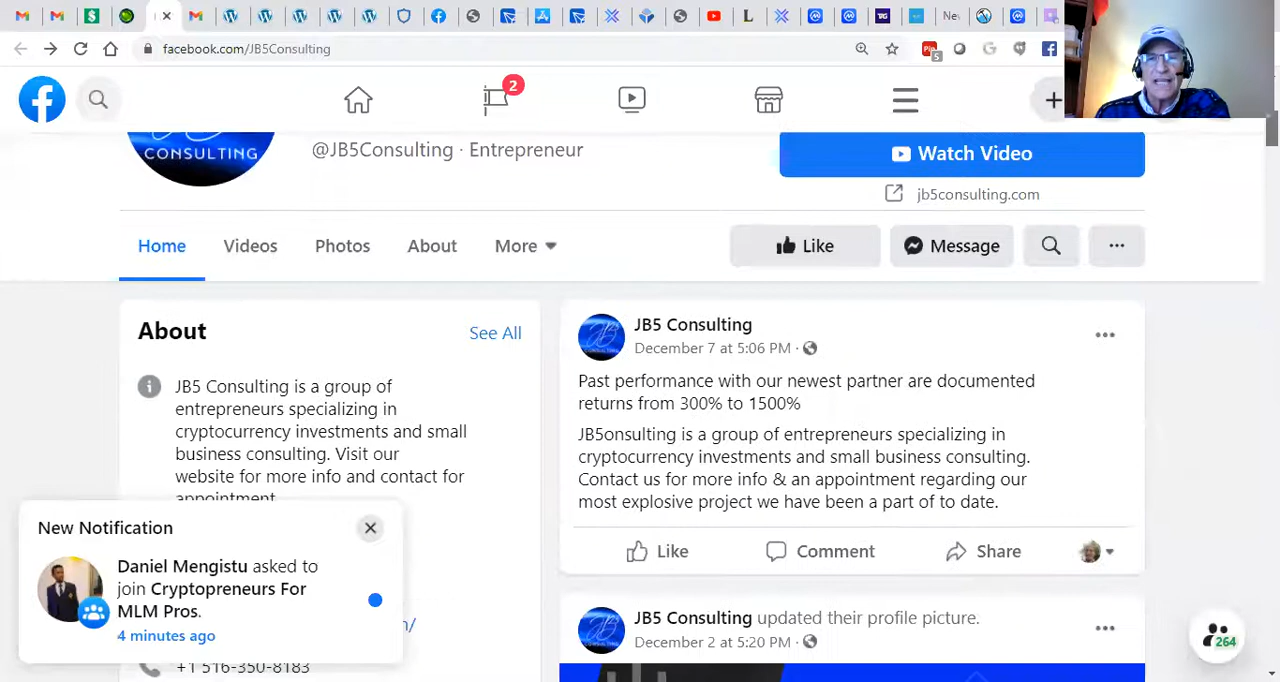 New
facebook.com/JB5Consulting
2
CONSULTING
@JB5Consulting · Entrepreneur
Watch Video
jb5consulting.com
Home
Videos
Photos
About
More
Like
Message
About
See All
JB5 Consulting is a group of
entrepreneurs specializing in
cryptocurrency investments and small
business consulting. Visit our
website for more info and contact for
appointment
+1 516-350-8183
New Notification
Daniel Mengistu asked to
join Cryptopreneurs For
MLM Pros.
4 minutes ago
JB5 Consulting
December 7 at 5:06 PM ·
Past performance with our newest partner are documented
returns from 300% to 1500%
JB5onsulting is a group of entrepreneurs specializing in
cryptocurrency investments and small business consulting.
Contact us for more info & an appointment regarding our
most explosive project we have been a part of to date.
Like
Comment
Share
JB5 Consulting updated their profile picture.
December 2 at 5:20 PM ·
264